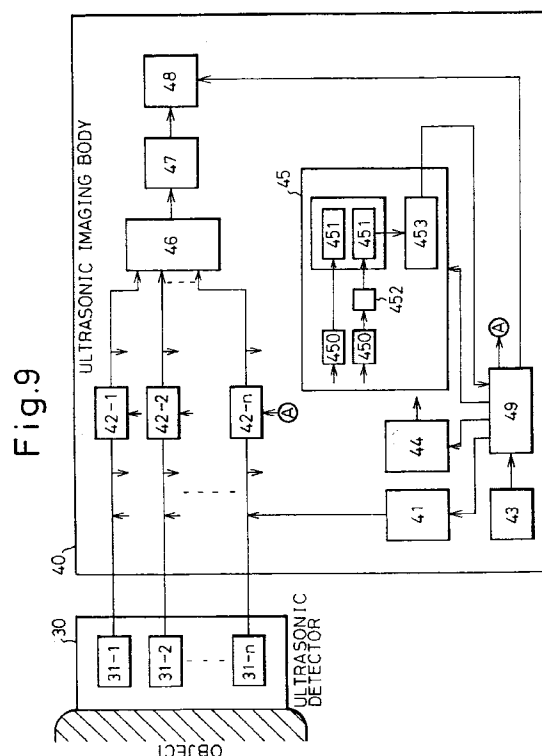 Fig.9
40
ULTRASONIC IMAGING BODY
30
31-1
31-2
31-n
OBJECT
ULTRASONIC
DETECTOR
42-1
42-2
42-n
A
46
47
48
45
450
451
450
452
451
453
41
44
43
49
A